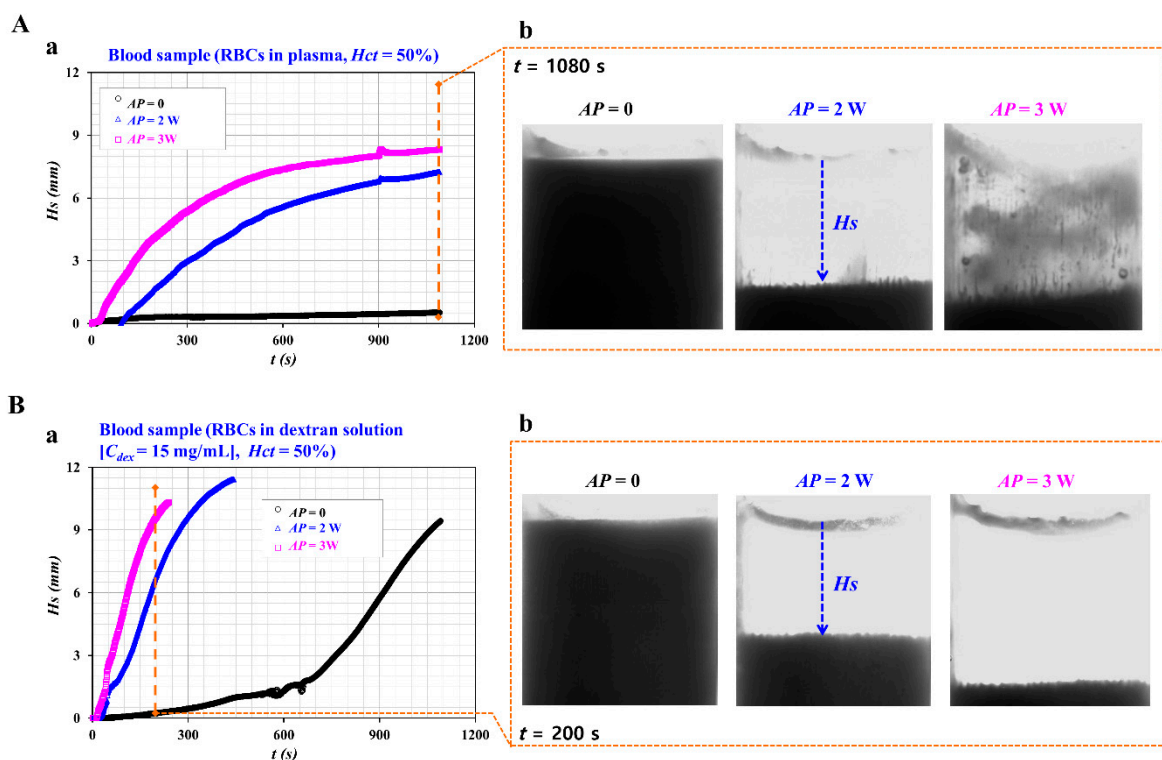 A
a
Blood sample (RBCs in plasma, Hct = 50%)
12
9
6
3
0
Hs (mm)
AP = 0
AP = 2 W
AP = 3W
0
300
600
900
1200
t (s)
b
t = 1080 s
AP = 0
AP = 2 W
AP = 3 W
Hs
B
a
Blood sample (RBCs in dextran solution
[C_dex = 15 mg/mL], Hct = 50%)
12
9
6
3
0
Hs (mm)
AP = 0
AP = 2 W
AP = 3W
0
300
600
900
1200
t (s)
b
AP = 0
AP = 2 W
AP = 3 W
Hs
t = 200 s